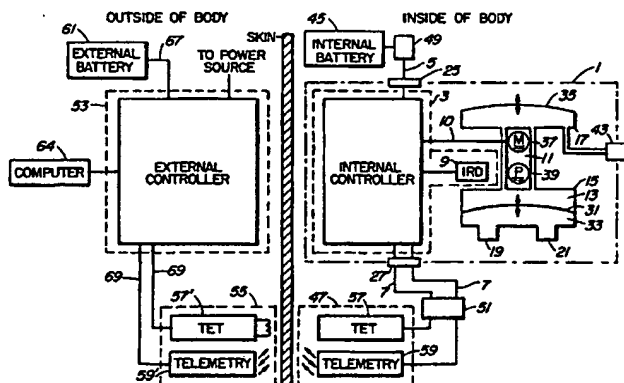 OUTSIDE OF BODY
INSIDE OF BODY
SKIN
61
EXTERNAL BATTERY
67
TO POWER SOURCE
53
64
COMPUTER
EXTERNAL CONTROLLER
69
69
57'
55
TET
TELEMETRY
59'
45
INTERNAL BATTERY
49
5
25
1
3
10
35
INTERNAL CONTROLLER
9
IRD
M
37
11
P
39
17
43
15
13
31
33
19
21
27
7'
7
47
57
TET
51
TELEMETRY
59